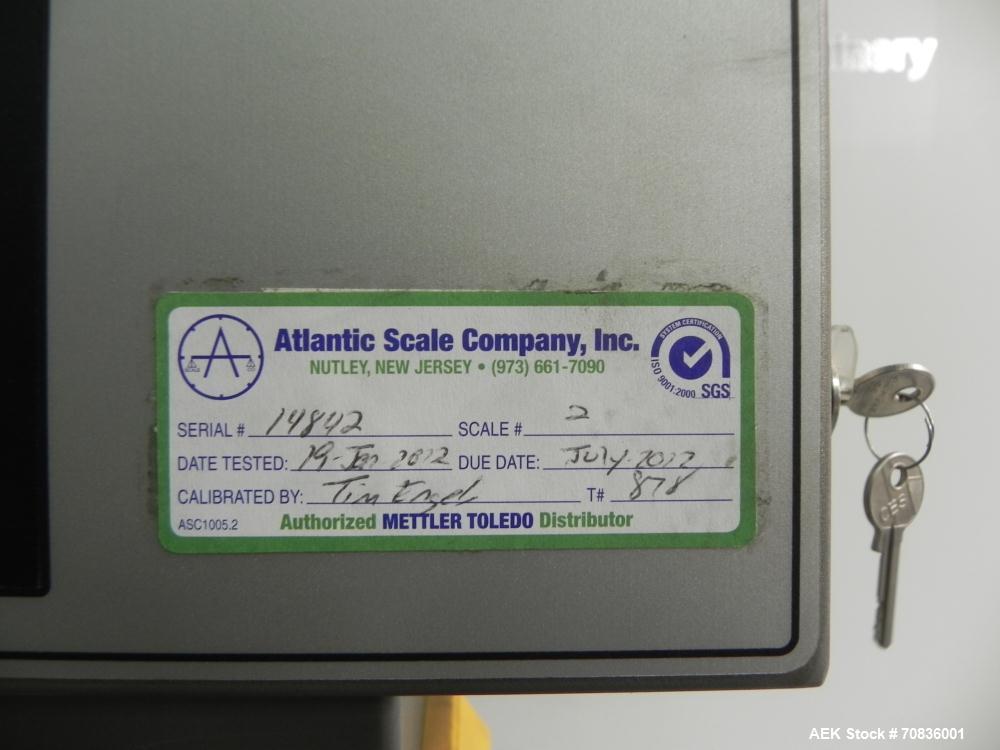 inery
Atlantic Scale Company, Inc.
NUTLEY, NEW JERSEY • (973) 661-7090
SYSTEM CERTIFICATION
ISO 9001:2000 SGS
SERIAL # 14842 SCALE # 2
DATE TESTED: 19-Jan 2012 DUE DATE: July-2012
CALIBRATED BY: Tim T# 878
ASC1005.2 Authorized METTLER TOLEDO Distributor
AEK Stock # 70836001